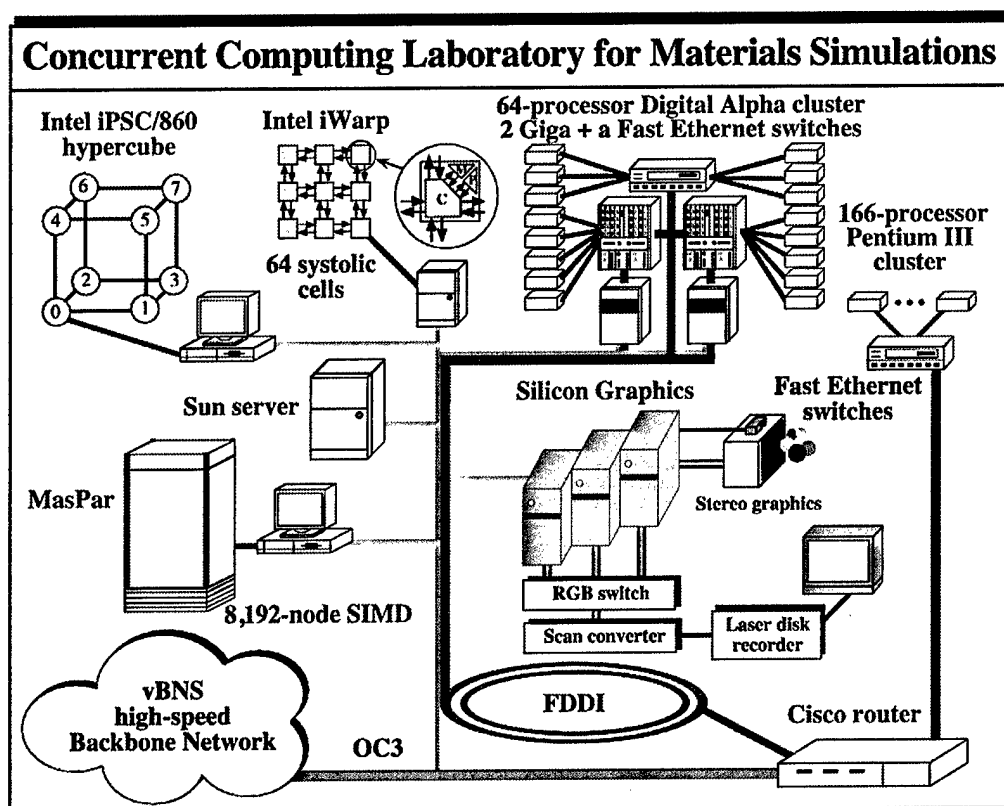 Concurrent Computing Laboratory for Materials Simulations
Intel iPSC/860
hypercube
Intel iWarp
64-processor Digital Alpha cluster
2 Giga + a Fast Ethernet switches
6
7
4
5
2
3
0
1
C
64 systolic
cells
166-processor
Pentium III
cluster
Sun server
Silicon Graphics
Fast Ethernet
switches
MasPar
Stereo graphics
8,192-node SIMD
RGB switch
Scan converter
Laser disk
recorder
vBNS
high-speed
Backbone Network
OC3
FDDI
Cisco router